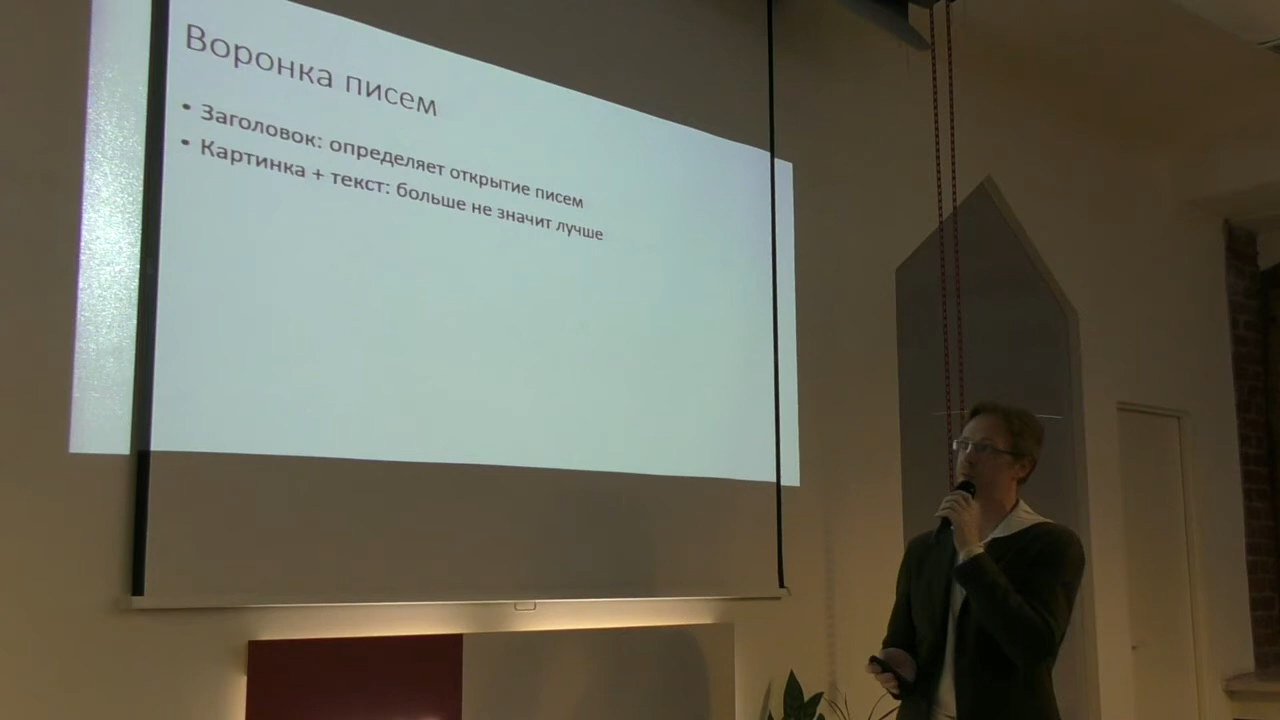 Воронка писем
• Заголовок: определяет открытие писем
• Картинка + текст: больше не значит лучше